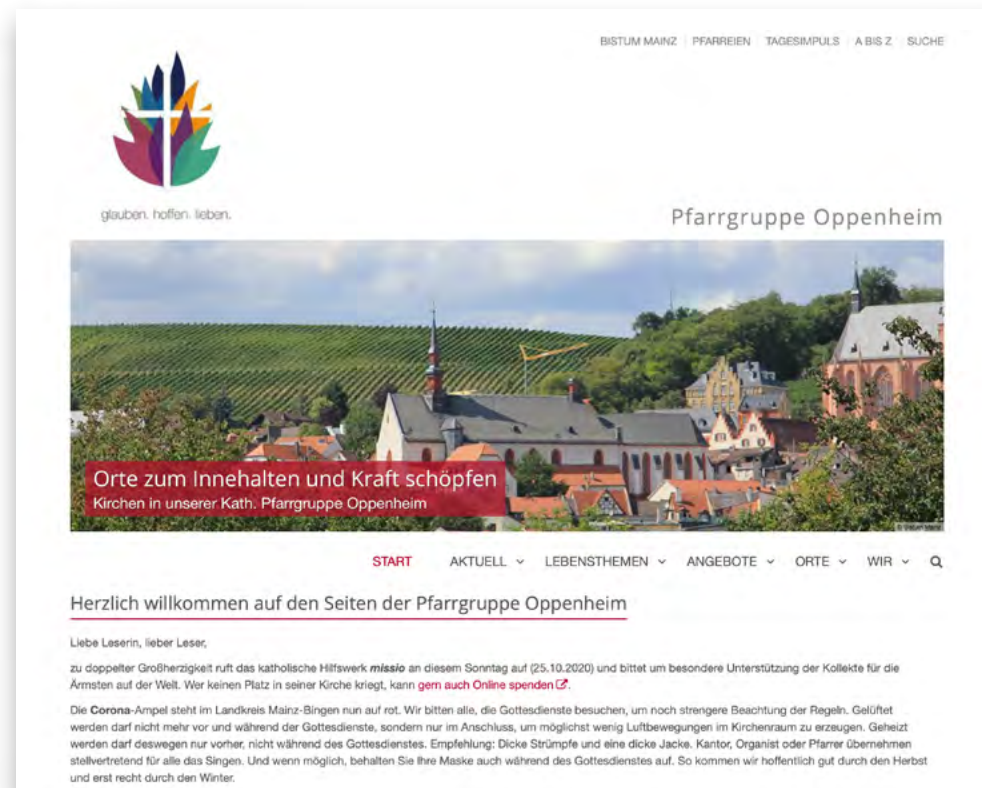 BISTUM MAINZ PFARREIEN TAGESIMPULS A BIS Z SUCHE
glauben. hoffen. lieben.
Pfarrgruppe Oppenheim
Orte zum Innehalten und Kraft schöpfen
Kirchen in unserer Kath. Pfarrgruppe Oppenheim
START AKTUELL LEBENSTHEMEN ANGEBOTE ORTE WIR
Herzlich willkommen auf den Seiten der Pfarrgruppe Oppenheim
Liebe Leserin, lieber Leser,
zu doppelter Großherzigkeit ruft das katholische Hilfswerk missio an diesem Sonntag auf (25.10.2020) und bittet um besondere Unterstützung der Kollekte für die
Ärmsten auf der Welt. Wer keinen Platz in seiner Kirche kriegt, kann gern auch Online spenden.
Die Corona-Ampel steht im Landkreis Mainz-Bingen nun auf rot. Wir bitten alle, die Gottesdienste besuchen, um noch strengere Beachtung der Regeln. Gelüftet
werden darf nicht mehr vor und während der Gottesdienste, sondern nur im Anschluss, um möglichst wenig Luftbewegungen im Kirchenraum zu erzeugen. Geheizt
werden darf deswegen nur vorher, nicht während des Gottesdienstes. Empfehlung: Dicke Strümpfe und eine dicke Jacke. Kantor, Organist oder Pfarrer übernehmen
stellvertretend für alle das Singen. Und wenn möglich, behalten Sie Ihre Maske auch während des Gottesdienstes auf. So kommen wir hoffentlich gut durch den Herbst
und erst recht durch den Winter.